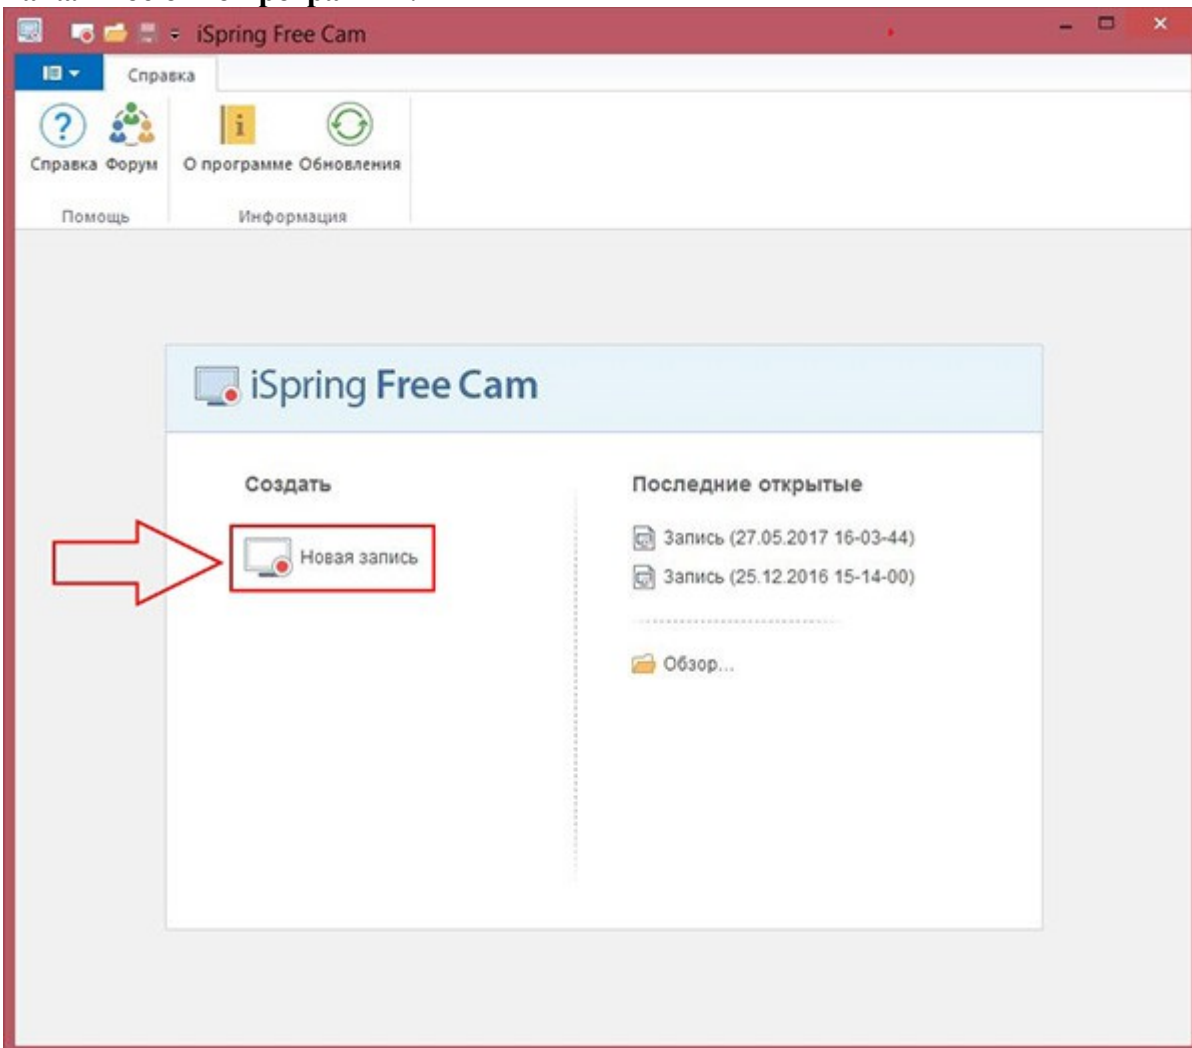 iSpring Free Cam
Справка
Справка Форум О программе Обновления
Помощь Информация
iSpring Free Cam
Создать
Новая запись
Последние открытые
Запись (27.05.2017 16-03-44)
Запись (25.12.2016 15-14-00)
Обзор...